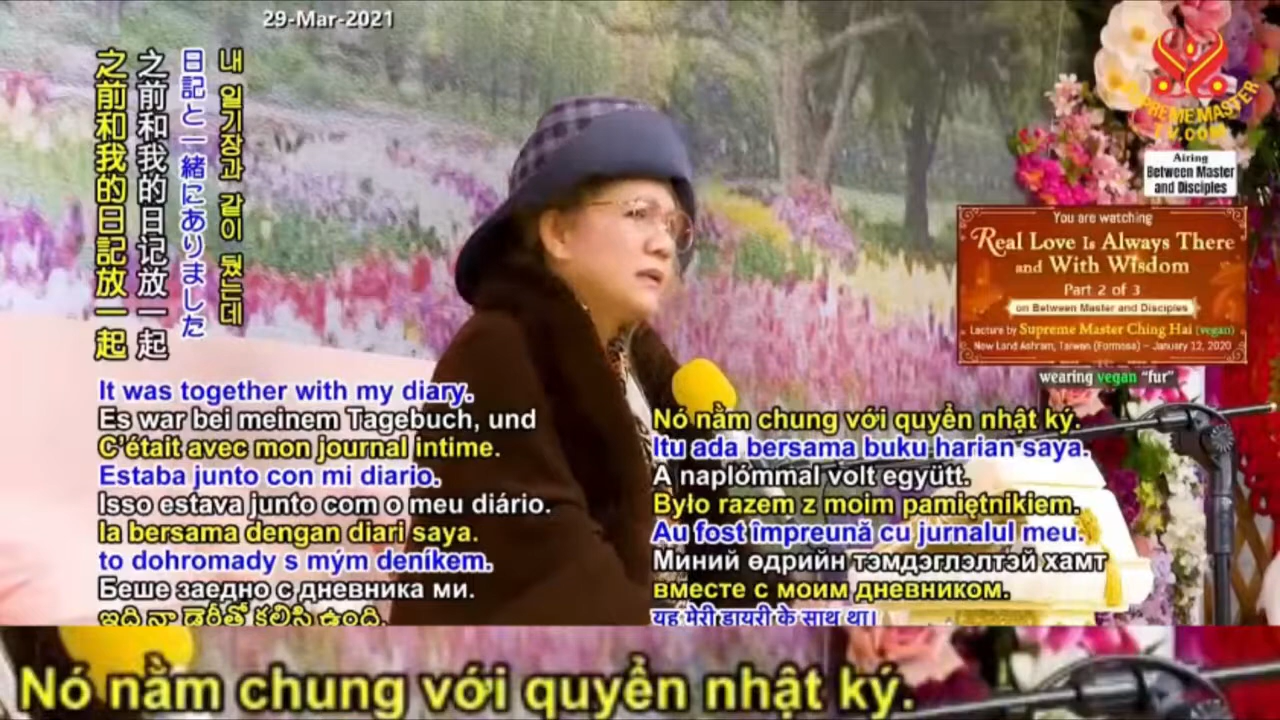 29-Mar-2021
내 일기장과 같이 뒀는데
日記と一緒にありました
之前和我的日记放一起
之前和我的日記放一起
SUPREME MASTER
TV.COM
Airing
Between Master
and Disciples
You are watching
Real Love Is Always There
and With Wisdom
Part 2 of 3
on Between Master and Disciples
Lecture by Supreme Master Ching Hai (vegan)
New Land Ashram, Taiwan (Formosa) – January 12, 2020
wearing vegan "fur"
It was together with my diary.
Es war bei meinem Tagebuch, und
C'était avec mon journal intime.
Estaba junto con mi diario.
Isso estava junto com o meu diário.
Ia bersama dengan diari saya.
to dohromady s mým deníkem.
Беше заедно с дневника ми.
ఇది నా డైరీతో కలిసి ఉంది.
Nó nằm chung với quyển nhật ký.
Itu ada bersama buku harian saya.
A naplómmal volt együtt.
Było razem z moim pamiętnikiem.
Au fost împreună cu jurnalul meu.
Миний өдрийн тэмдэглэлтэй хамт
вместе с моим дневником.
यह मेरी डायरी के साथ था।
Nó nằm chung với quyển nhật ký.